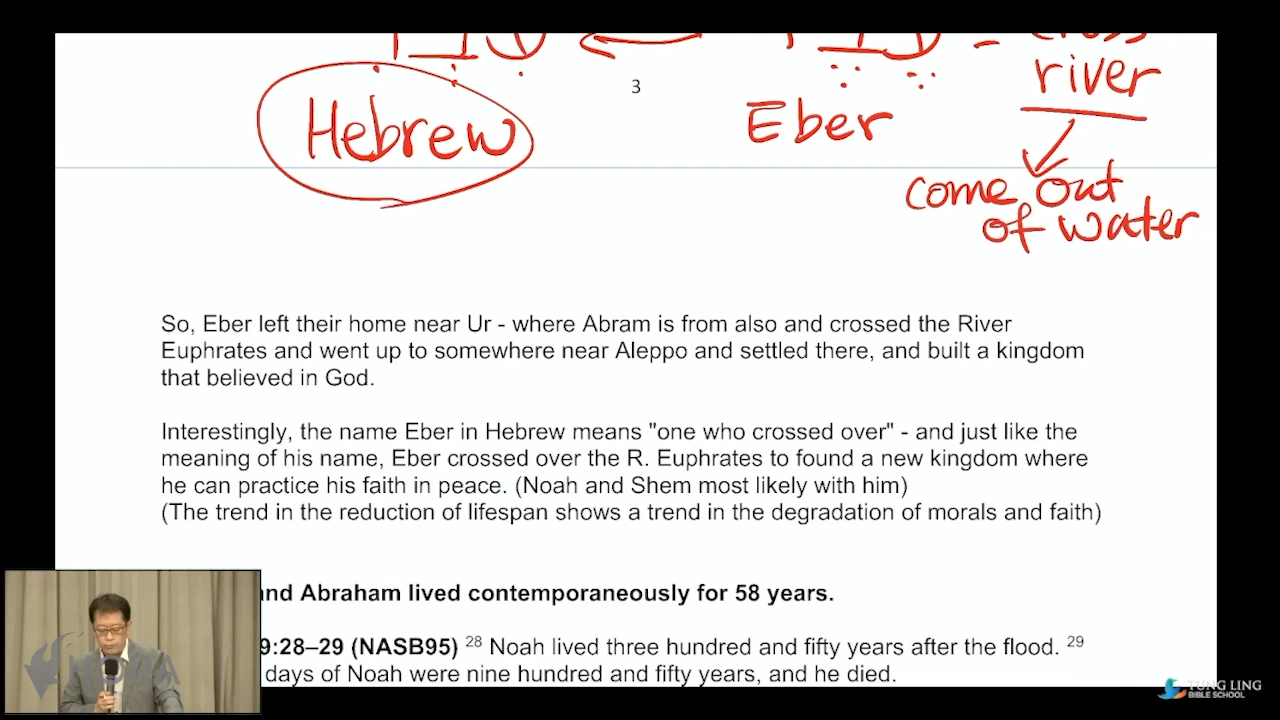 river
3
Hebrew
Eber
come out
of water
So, Eber left their home near Ur - where Abram is from also and crossed the River
Euphrates and went up to somewhere near Aleppo and settled there, and built a kingdom
that believed in God.
Interestingly, the name Eber in Hebrew means "one who crossed over" - and just like the
meaning of his name, Eber crossed over the R. Euphrates to found a new kingdom where
he can practice his faith in peace. (Noah and Shem most likely with him)
(The trend in the reduction of lifespan shows a trend in the degradation of morals and faith)
and Abraham lived contemporaneously for 58 years.
9:28–29 (NASB95) 28 Noah lived three hundred and fifty years after the flood. 29
days of Noah were nine hundred and fifty years, and he died.
TUNG LING
BIBLE SCHOOL